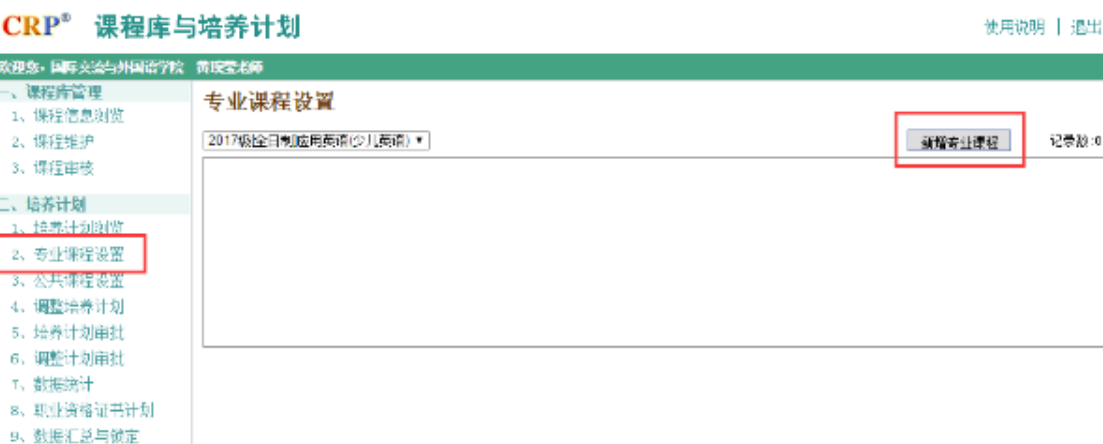 CRP® 课程库与培养计划
使用说明 | 退出
欢迎您，国际交流与外国语学院 黄 老师
一、课程库管理
1、课程信息浏览
2、课程维护
3、课程审核
二、培养计划
1、培养计划浏览
2、专业课程设置
3、公共课程设置
4、调整培养计划
5、培养计划审批
6、调整计划审批
7、数据统计
8、职业资格证书计划
9、数据汇总与锁定
专业课程设置
2017级|全日制|应用英语(少儿英语) ▼
新增专业课程
记录数:0